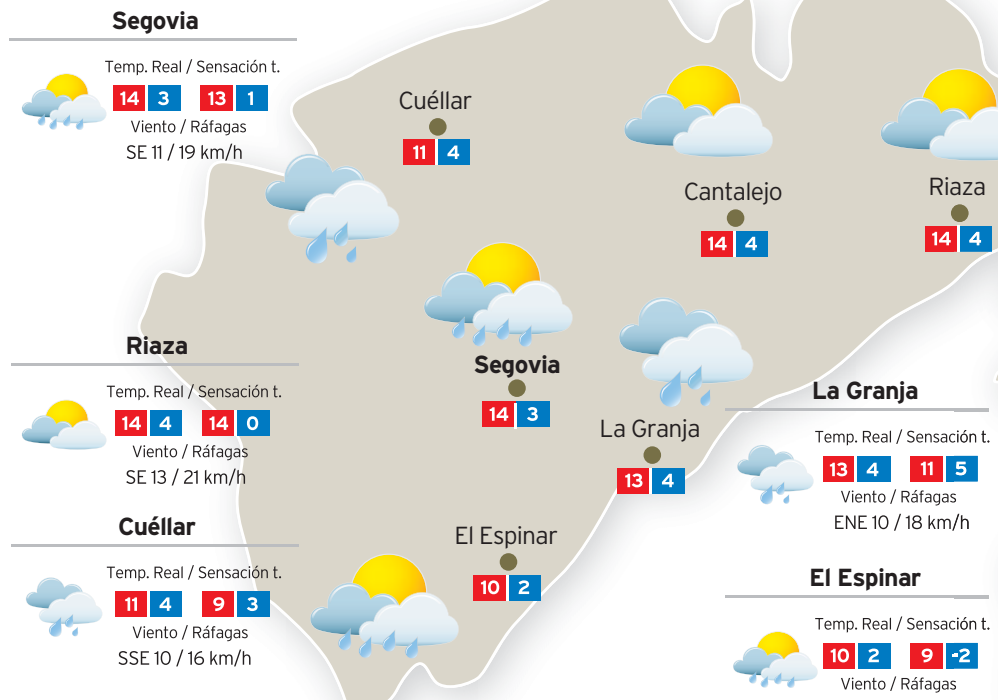 Segovia
Temp. Real / Sensación t.
14 3 13 1
Viento / Ráfagas
SE 11 / 19 km/h
Cuéllar
11 4
Cantalejo
14 4
Riaza
14 4
Segovia
14 3
La Granja
13 4
El Espinar
10 2
Riaza
Temp. Real / Sensación t.
14 4 14 0
Viento / Ráfagas
SE 13 / 21 km/h
Cuéllar
Temp. Real / Sensación t.
11 4 9 3
Viento / Ráfagas
SSE 10 / 16 km/h
La Granja
Temp. Real / Sensación t.
13 4 11 5
Viento / Ráfagas
ENE 10 / 18 km/h
El Espinar
Temp. Real / Sensación t.
10 2 9 -2
Viento / Ráfagas